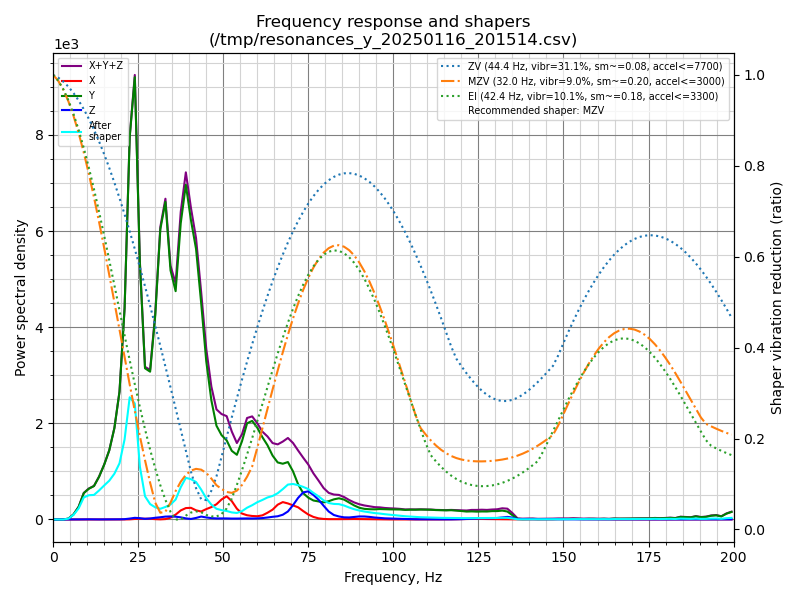 Frequency response and shapers
(/tmp/resonances_y_20250116_201514.csv)
1e3
X+Y+Z
X
Y
Z
After
shaper
ZV (44.4 Hz, vibr=31.1%, sm~=0.08, accel<=7700)
MZV (32.0 Hz, vibr=9.0%, sm~=0.20, accel<=3000)
EI (42.4 Hz, vibr=10.1%, sm~=0.18, accel<=3300)
Recommended shaper: MZV
Power spectral density
8
6
4
2
0
1.0
0.8
0.6
0.4
0.2
0.0
Shaper vibration reduction (ratio)
0 25 50 75 100 125 150 175 200
Frequency, Hz